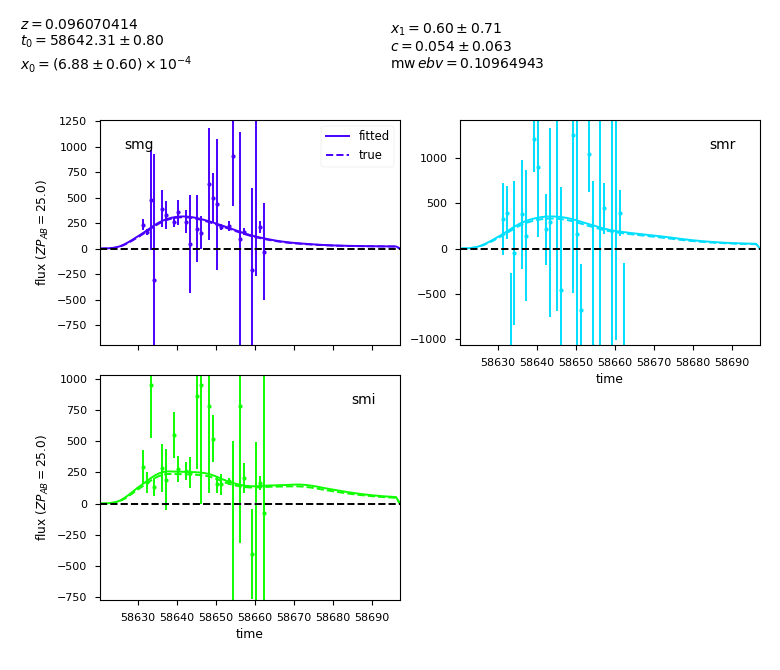 z = 0.096070414
t₀ = 58642.31 ± 0.80
x₀ = (6.88 ± 0.60) × 10⁻⁴
x₁ = 0.60 ± 0.71
c = 0.054 ± 0.063
mw ebv = 0.10964943
smg
fitted
true
1250
1000
750
500
250
0
−250
−500
−750
flux (ZP_AB = 25.0)
smr
1000
500
0
−500
−1000
58630 58640 58650 58660 58670 58680 58690
time
smi
1000
750
500
250
0
−250
−500
−750
flux (ZP_AB = 25.0)
58630 58640 58650 58660 58670 58680 58690
time